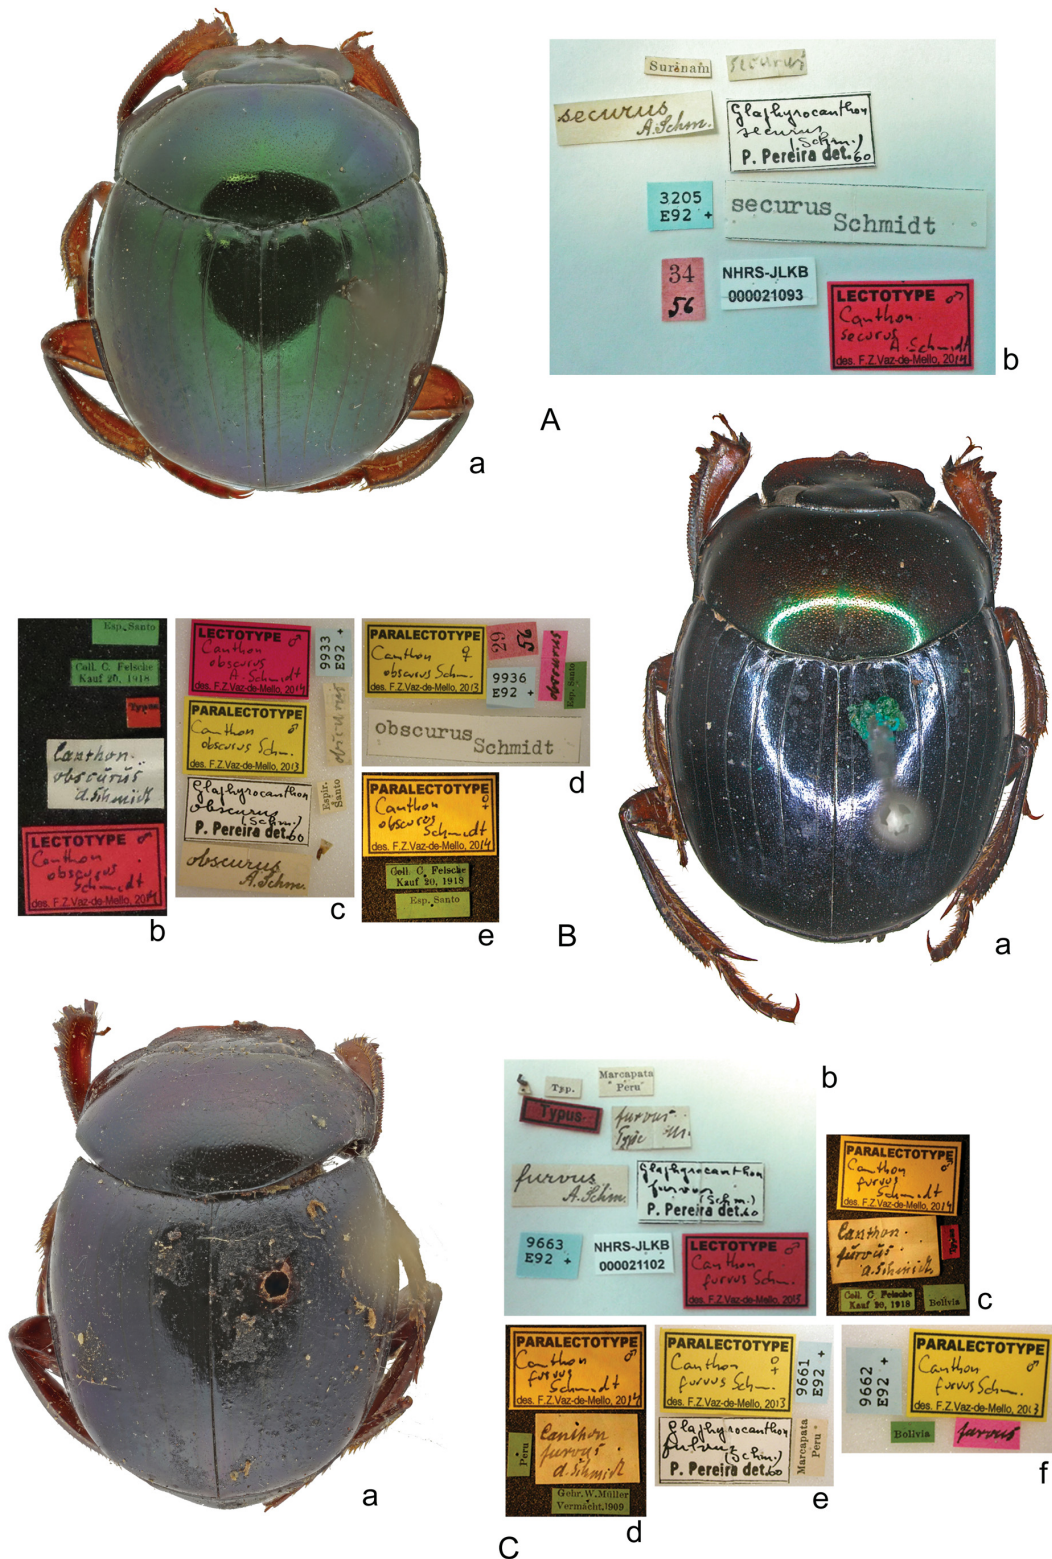 Surinam
securus
securus
A. Schm.
Glaphyrocanthon
securus
(Schm.)
P. Pereira det. 60
3205
E92 +
securus
Schmidt
34
56
NHRS-JLKB
000021093
LECTOTYPE ♂
Canthon
securus
A. Schmidt
des. F.Z.Vaz-de-Mello, 2014
b
A
a
Esp. Santo
Coll. C. Felsche
Kauf 20, 1918
Typus
Canthon
obscurus
A. Schmidt
LECTOTYPE ♂
Canthon
obscurus
Schmidt
des. F.Z.Vaz-de-Mello, 2014
b
LECTOTYPE ♂
Canthon
obscurus
A. Schmidt
des. F.Z.Vaz-de-Mello, 2014
9933
E92 +
PARALECTOTYPE
Canthon ♂
obscurus Schm.
des. F.Z.Vaz-de-Mello, 2013
Glaphyrocanthon
obscurus
(Schm.)
P. Pereira det. 60
Espir.
Santo
obscurus
A. Schm.
c
PARALECTOTYPE
Canthon ♀
obscurus Schm.
des. F.Z.Vaz-de-Mello, 2013
29
25
9936
E92 +
obscurus
Esp. Santo
obscurus
Schmidt
d
PARALECTOTYPE
Canthon ♀
obscurus
Schmidt
des. F.Z.Vaz-de-Mello, 2014
Coll. C. Felsche
Kauf 20, 1918
Esp. Santo
e
B
a
Typ.
Marcapata
Peru
Typus
furvus
Type m.
furvus
A. Schm.
Glaphyrocanthon
furvus
(Schm.)
P. Pereira det. 60
9663
E92 +
NHRS-JLKB
000021102
LECTOTYPE ♂
Canthon
furvus Schm.
des. F.Z.Vaz-de-Mello, 2013
b
PARALECTOTYPE
Canthon ♂
furvus
Schmidt
des. F.Z.Vaz-de-Mello, 2014
Canthon
furvus
A. Schmidt
Coll. C. Felsche
Kauf 20, 1918
Bolivia
c
PARALECTOTYPE
Canthon ♂
furvus
Schmidt
des. F.Z.Vaz-de-Mello, 2014
Peru
Canthon
furvus
A. Schmidt
Gebr. W. Müller
Vermächt. 1909
d
PARALECTOTYPE
Canthon ♀
furvus Schm.
des. F.Z.Vaz-de-Mello, 2013
9661
E92 +
Glaphyrocanthon
fulvus
(Schm.)
P. Pereira det. 60
Marcapata
Peru
e
9662
E92 +
PARALECTOTYPE
Canthon ♂
furvus Schm.
des. F.Z.Vaz-de-Mello, 2013
Bolivia
furvus
f
a
C